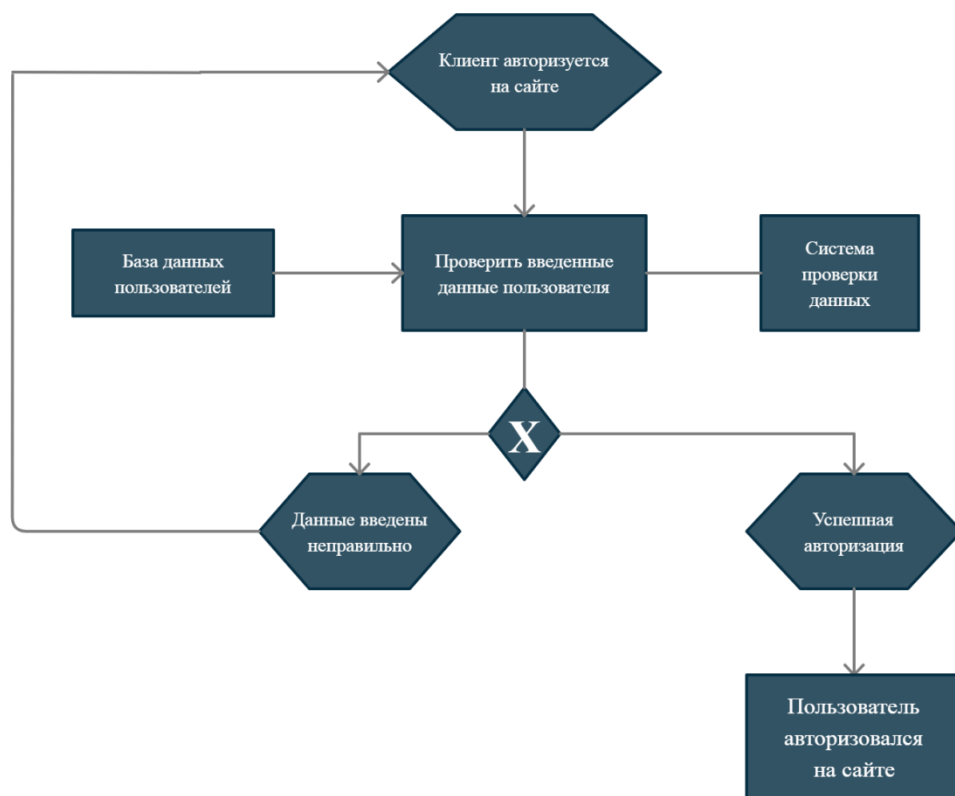 Клиент авторизуется
на сайте
База данных
пользователей
Проверить введенные
данные пользователя
Система
проверки
данных
X
Данные введены
неправильно
Успешная
авторизация
Пользователь
авторизовался
на сайте